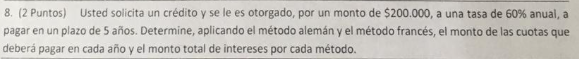 8. (2 Puntos) Usted solicita un crédito y se le es otorgado, por un monto de $200.000, a una tasa de 60% anual, a
pagar en un plazo de 5 años. Determine, aplicando el método alemán y el método francés, el monto de las cuotas que
deberá pagar en cada año y el monto total de intereses por cada método.